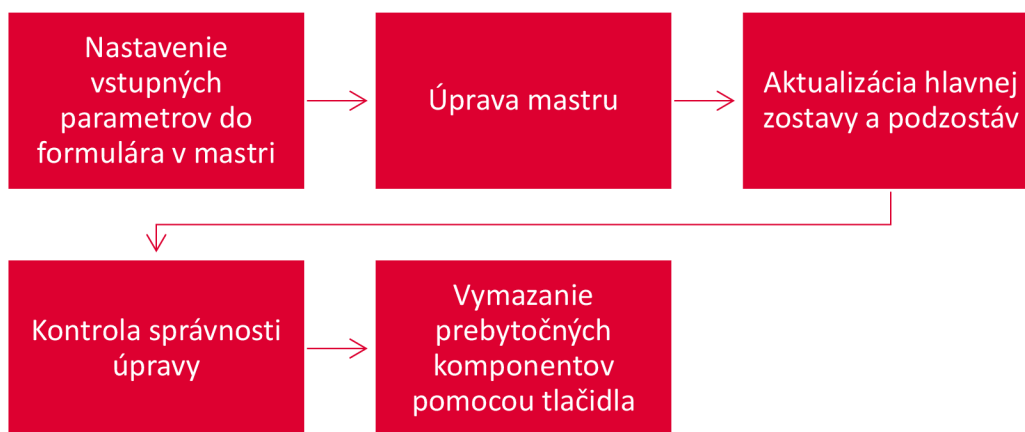 Nastavenie
vstupných
parametrov do
formulára v mastri
Úprava mastru
Aktualizácia hlavnej
zostavy a podzostáv
Kontrola správnosti
úpravy
Vymazanie
prebytočných
komponentov
pomocou tlačidla